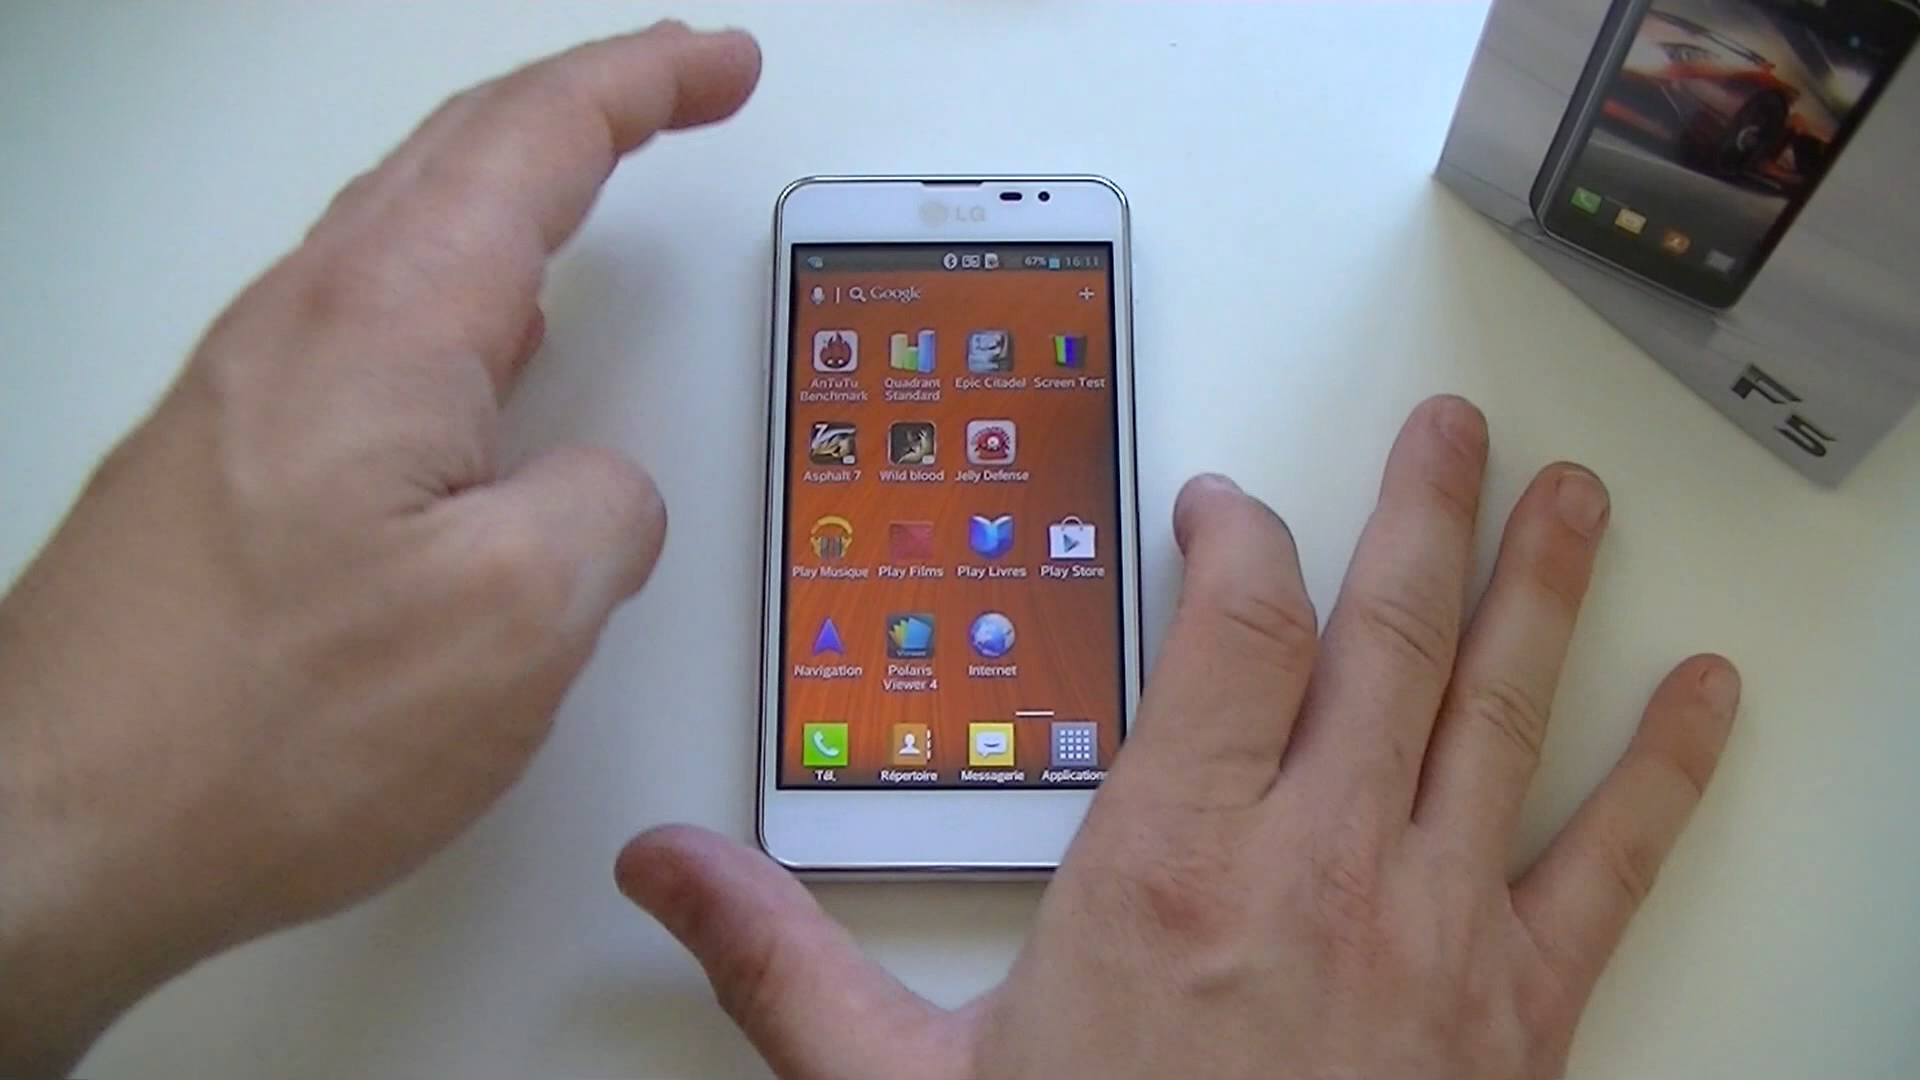 LG
67% 16:11
Google
AnTuTu Benchmark
Quadrant Standard
Epic Citadel
Screen Test
Asphalt 7
Wild blood
Jelly Defense
Play Musique
Play Films
Play Livres
Play Store
Navigation
Polaris Viewer 4
Internet
Tél.
Répertoire
Messagerie
Application
F5